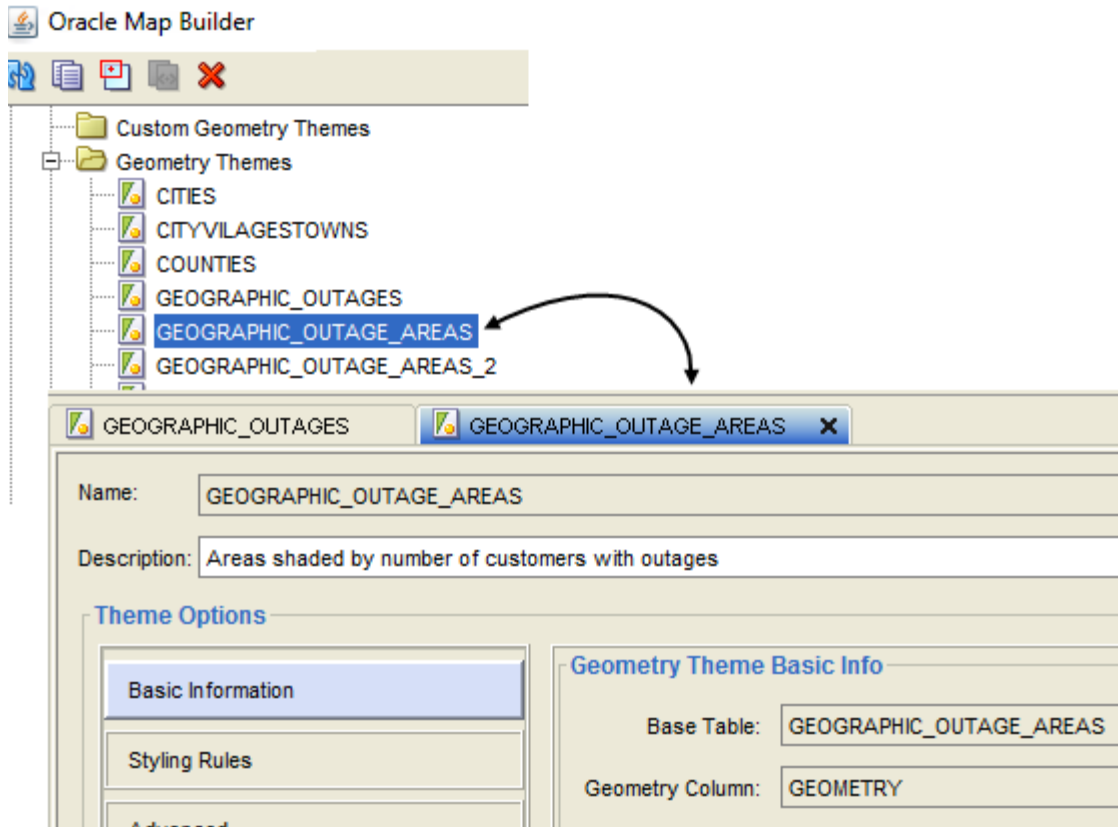 Oracle Map Builder
Custom Geometry Themes
Geometry Themes
CITIES
CITYVILAGESTOWNS
COUNTIES
GEOGRAPHIC_OUTAGES
GEOGRAPHIC_OUTAGE_AREAS
GEOGRAPHIC_OUTAGE_AREAS_2
GEOGRAPHIC_OUTAGES GEOGRAPHIC_OUTAGE_AREAS
Name: GEOGRAPHIC_OUTAGE_AREAS
Description: Areas shaded by number of customers with outages
Theme Options
Basic Information
Styling Rules
Advanced
Geometry Theme Basic Info
Base Table: GEOGRAPHIC_OUTAGE_AREAS
Geometry Column: GEOMETRY